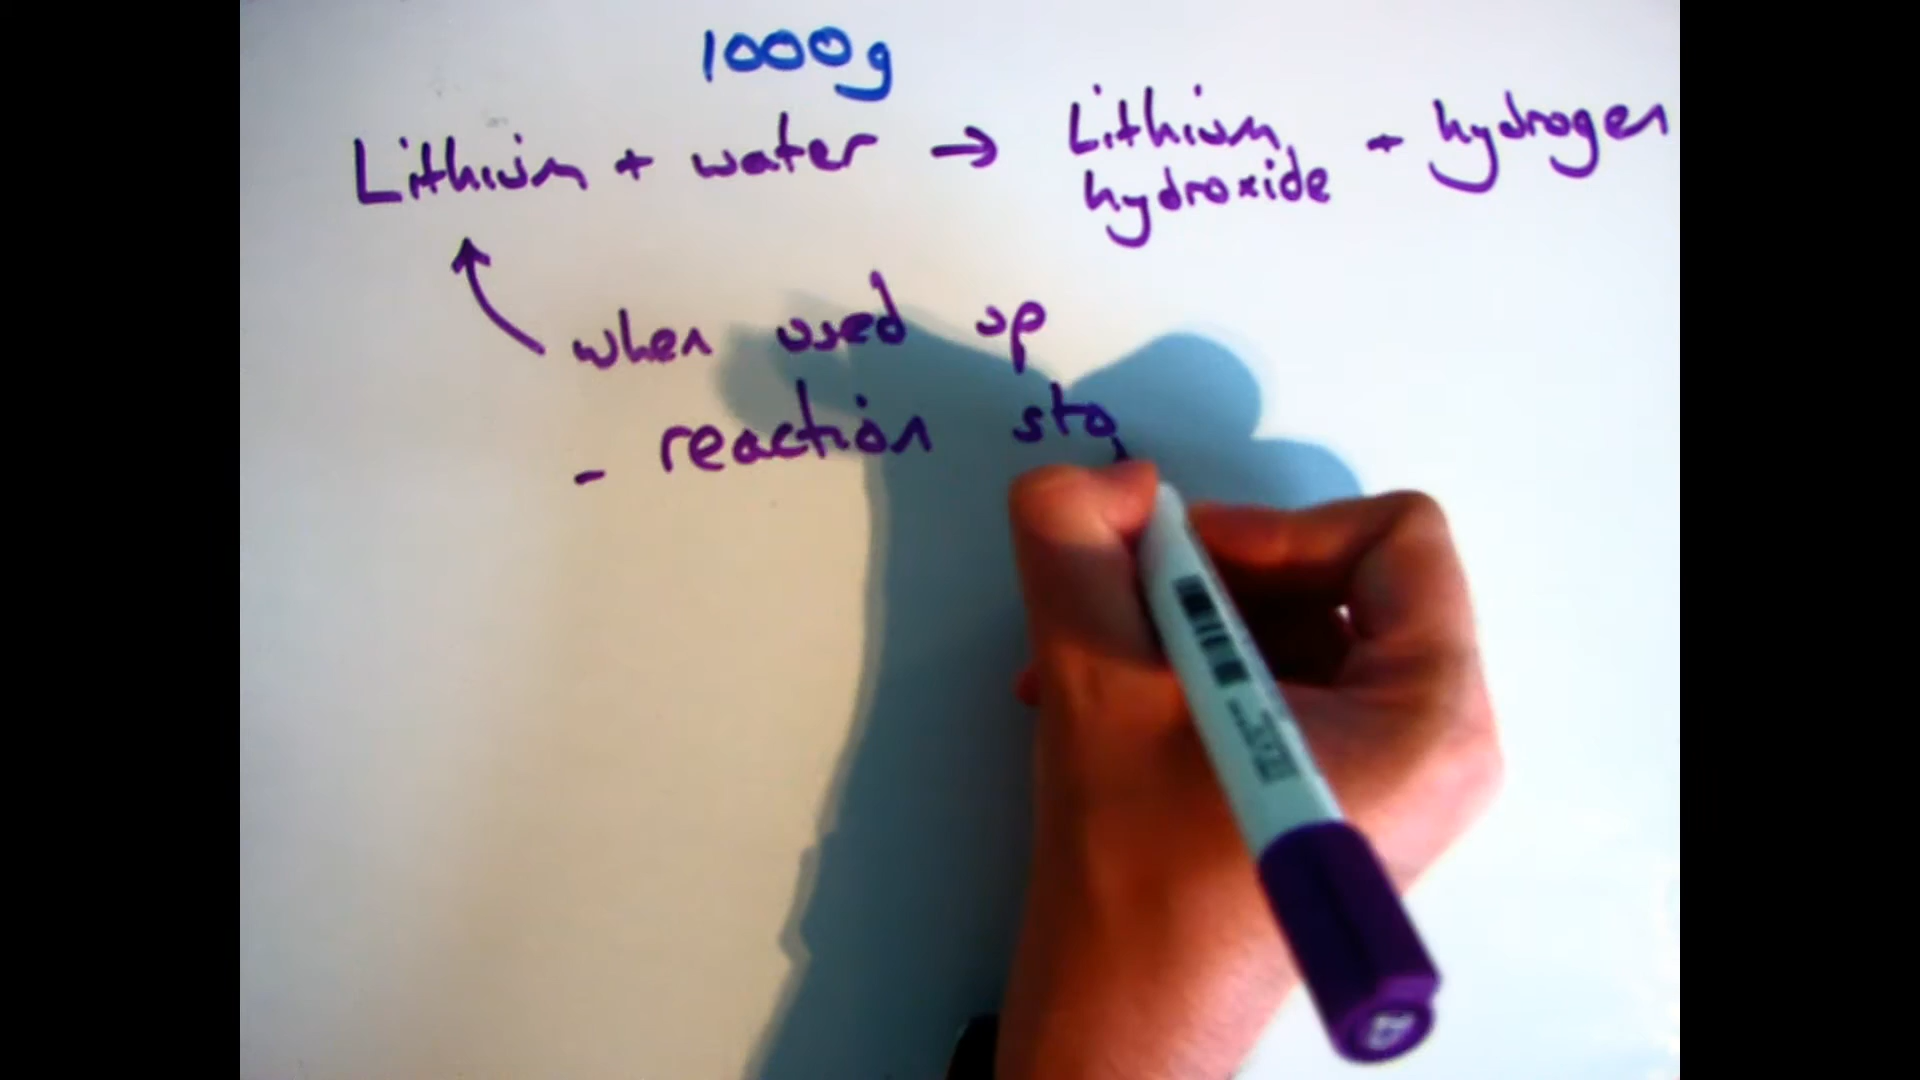 1000g
Lithium + water → Lithium hydroxide + hydrogen
when used up
- reaction sto